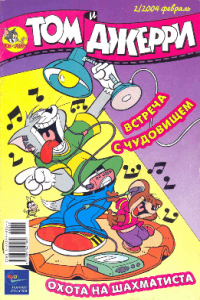 2/2004 февраль
ТОМ и ДЖЕРРИ
ВСТРЕЧА
С ЧУДОВИЩЕМ
ОХОТА НА ШАХМАТИСТА